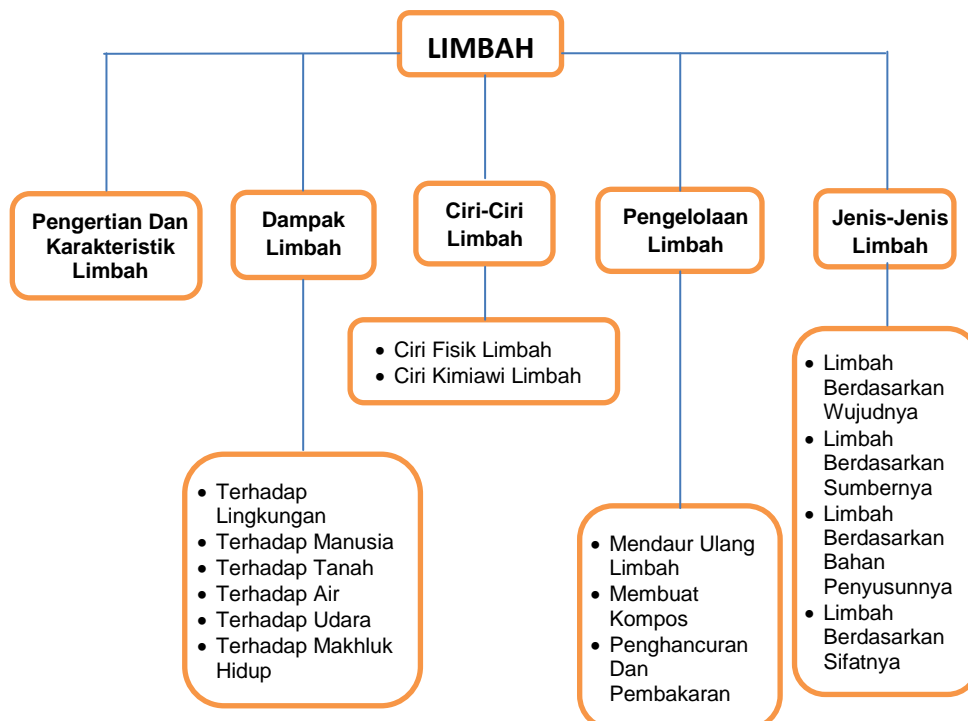 LIMBAH
Pengertian Dan
Karakteristik
Limbah
Dampak
Limbah
Ciri-Ciri
Limbah
Pengelolaan
Limbah
Jenis-Jenis
Limbah
• Ciri Fisik Limbah
• Ciri Kimiawi Limbah
• Terhadap
Lingkungan
• Terhadap Manusia
• Terhadap Tanah
• Terhadap Air
• Terhadap Udara
• Terhadap Makhluk
Hidup
• Mendaur Ulang
Limbah
• Membuat
Kompos
• Penghancuran
Dan
Pembakaran
• Limbah
Berdasarkan
Wujudnya
• Limbah
Berdasarkan
Sumbernya
• Limbah
Berdasarkan
Bahan
Penyusunnya
• Limbah
Berdasarkan
Sifatnya